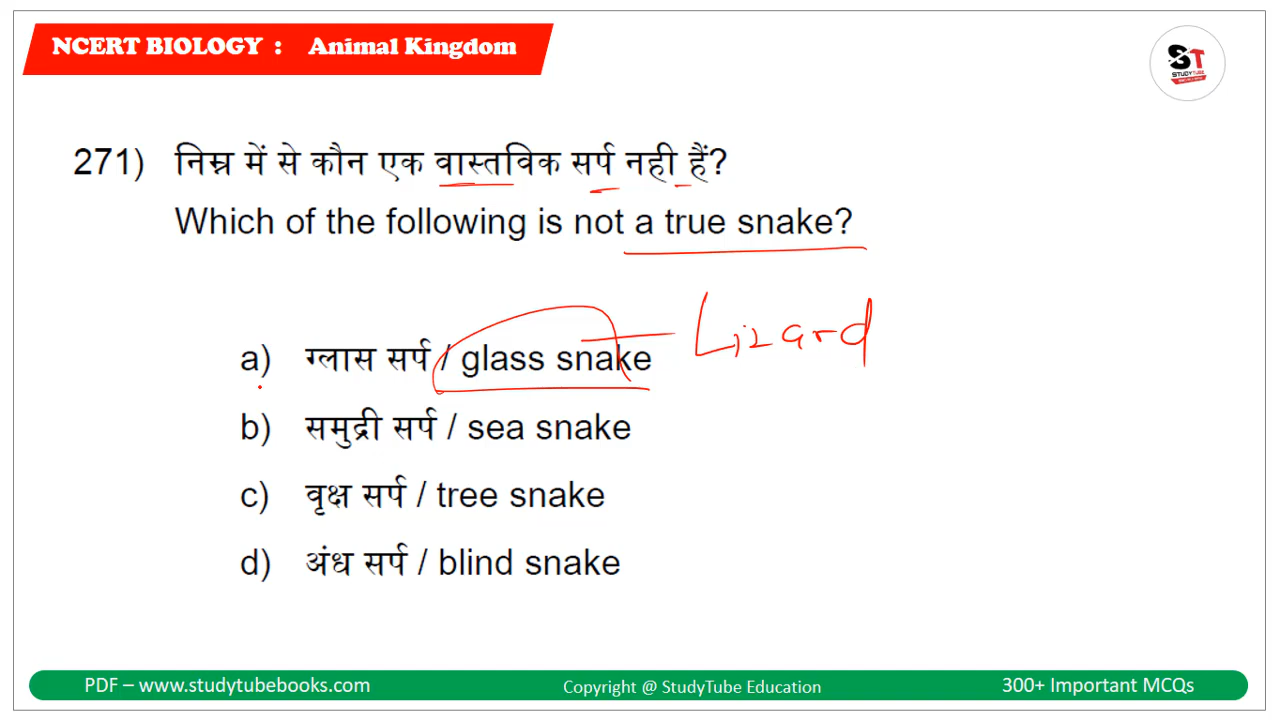 NCERT BIOLOGY : Animal Kingdom
ST
STUDYTUBE
271) निम्न में से कौन एक वास्तविक सर्प नही हैं?
Which of the following is not a true snake?
a) ग्लास सर्प / glass snake
Lizard
b) समुद्री सर्प / sea snake
c) वृक्ष सर्प / tree snake
d) अंध सर्प / blind snake
PDF – www.studytubebooks.com
Copyright @ StudyTube Education
300+ Important MCQs